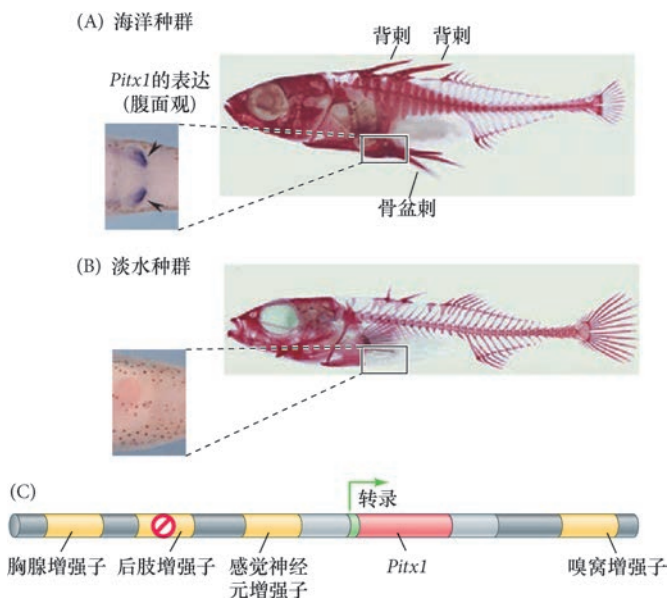 (A) 海洋种群
背刺 背刺
Pitx1的表达
(腹面观)
骨盆刺
(B) 淡水种群
(C)
转录
胸腺增强子 后肢增强子 感觉神经 Pitx1 嗅窝增强子
元增强子